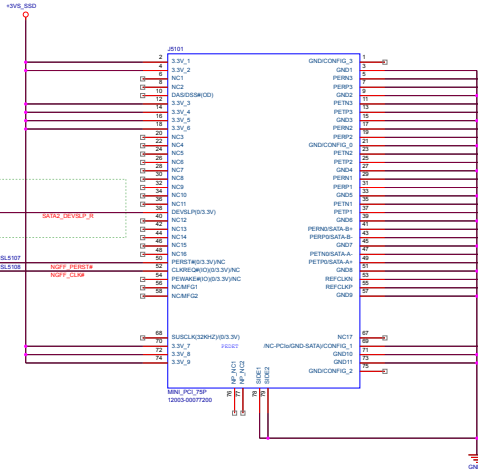 +3VS_SSD
J5101
2 3.3V_1 GND/CONFIG_3 1
4 3.3V_2 GND1 3
6 NC1 PERN3 5
8 NC2 PERP3 7
10 DAS/DSS#(OD) GND2 9
12 3.3V_3 PETN3 11
14 3.3V_4 PETP3 13
16 3.3V_5 GND3 15
18 3.3V_6 PERN2 17
20 NC3 PERP2 19
22 NC4 GND/CONFIG_0 21
24 NC5 PETN2 23
26 NC6 PETP2 25
28 NC7 GND4 27
30 NC8 PERN1 29
32 NC9 PERP1 31
34 NC10 GND5 33
36 NC11 PETN1 35
38 DEVSLP(0/3.3V) PETP1 37
SATA2_DEVSLP_R
40 NC12 GND6 39
42 NC13 PERN0/SATA-B+ 41
44 NC14 PERP0/SATA-B- 43
46 NC15 GND7 45
48 NC16 PETN0/SATA-A- 47
SL5107 50 PERST#(0/3.3V)/NC PETP0/SATA-A+ 49
SL5108 NGFF_PERST# 52 CLKREQ#(IO)(0/3.3V)/NC GND8 51
NGFF_CLK# 54 PEWAKE#(IO)(0/3.3V)/NC REFCLKN 53
56 NC/MFG1 REFCLKP 55
58 NC/MFG2 GND9 57
68 SUSCLK(32KHZ)/(0/3.3V) NC17 67
70 3.3V_7 /NC-PCIo/GND-SATA)/CONFIG_1 69
72 3.3V_8 GND10 71
74 3.3V_9 GND11 73
GND/CONFIG_2 75
NP_NC1 76
NP_NC2 77
SIDE1 78
SIDE2 79
MINI_PCI_75P
12003-00077200